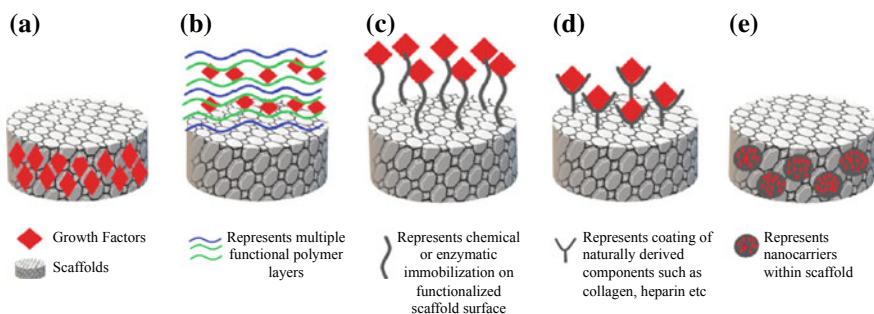 (a)
(b)
(c)
(d)
(e)
Growth Factors
Scaffolds
Represents multiple
functional polymer
layers
Represents chemical
or enzymatic
immobilization on
functionalized
scaffold surface
Represents coating of
naturally derived
components such as
collagen, heparin etc
Represents
nanocarriers
within scaffold